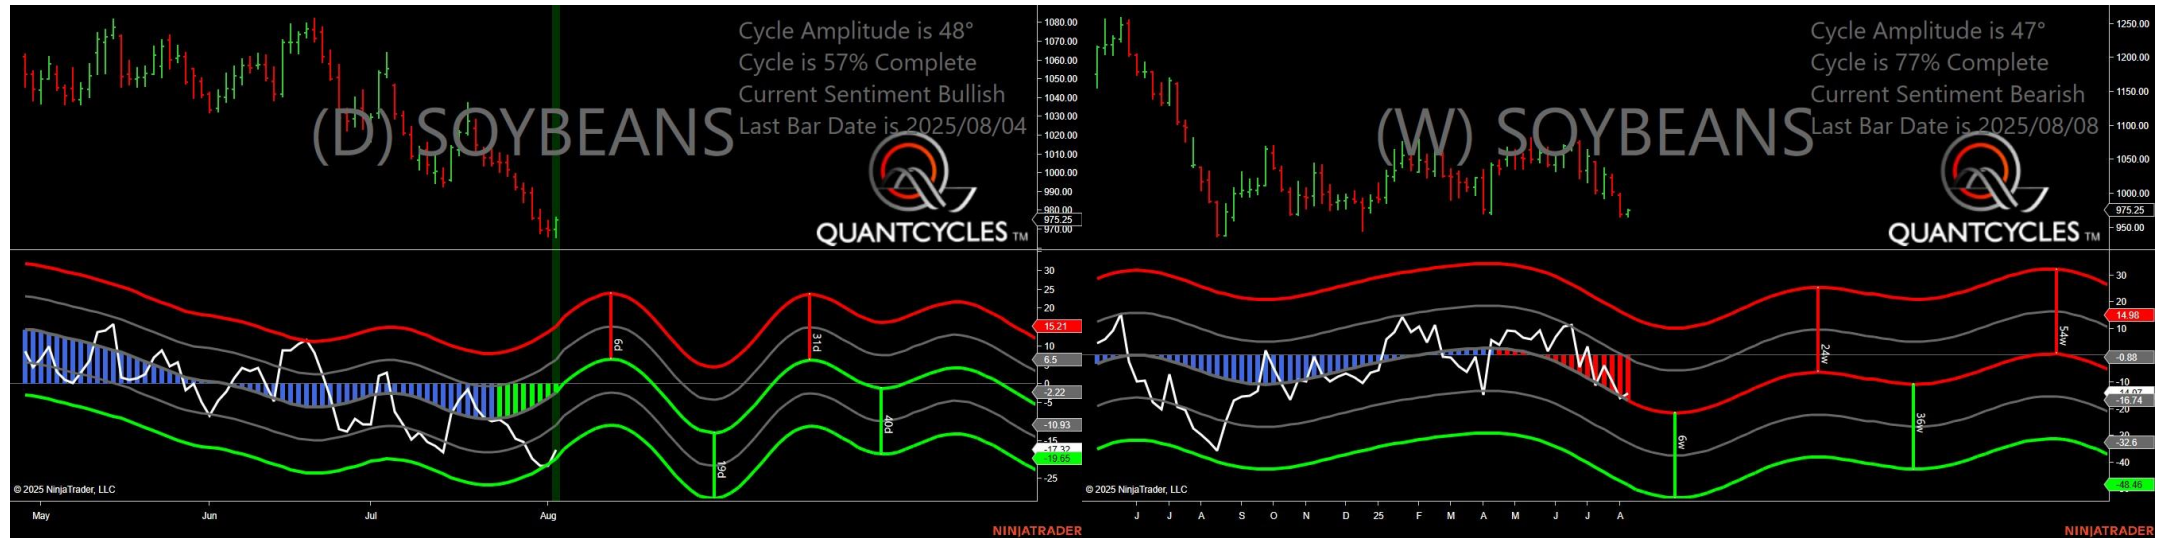 Cycle Amplitude is 48°
Cycle is 57% Complete
Current Sentiment Bullish
Last Bar Date is 2025/08/04
(D) SOYBEANS
QUANTCYCLES TM
1080.00
1070.00
1060.00
1050.00
1040.00
1030.00
1020.00
1010.00
1000.00
990.00
980.00
975.25
970.00
30
25
20
15.21
10
6.5
5
0
-2.22
-5
-10.93
-15
-17.32
-19.65
-25
6d
19d
31d
40d
© 2025 NinjaTrader, LLC
May
Jun
Jul
Aug
NINJATRADER
Cycle Amplitude is 47°
Cycle is 77% Complete
Current Sentiment Bearish
Last Bar Date is 2025/08/08
(W) SOYBEANS
QUANTCYCLES TM
1250.00
1200.00
1150.00
1100.00
1050.00
1000.00
975.25
950.00
30
20
14.98
10
-0.88
-10
-16.74
-20
-32.6
-40
-48.46
6w
24w
36w
54w
© 2025 NinjaTrader, LLC
J
J
A
S
O
N
D
25
F
M
A
M
J
J
A
NINJATRADER